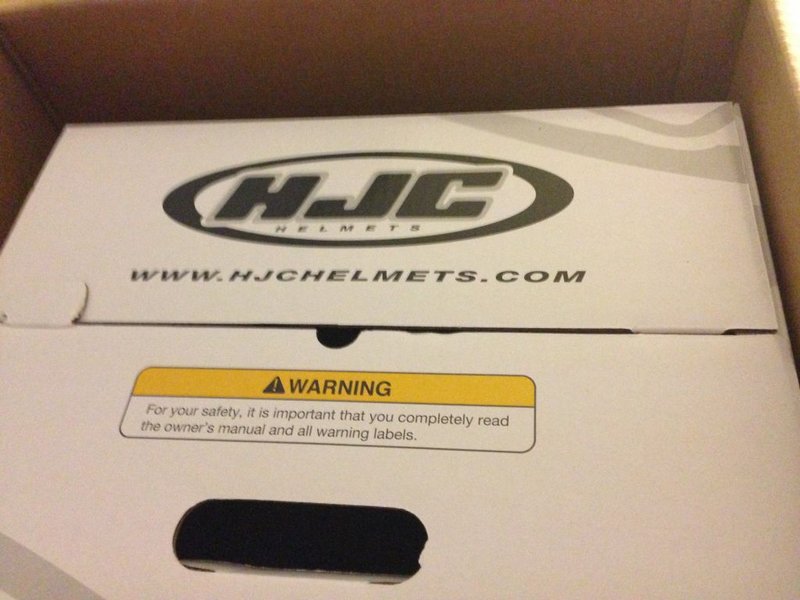 HJC
HELMETS
WWW.HJCHELMETS.COM
WARNING
For your safety, it is important that you completely read
the owner's manual and all warning labels.